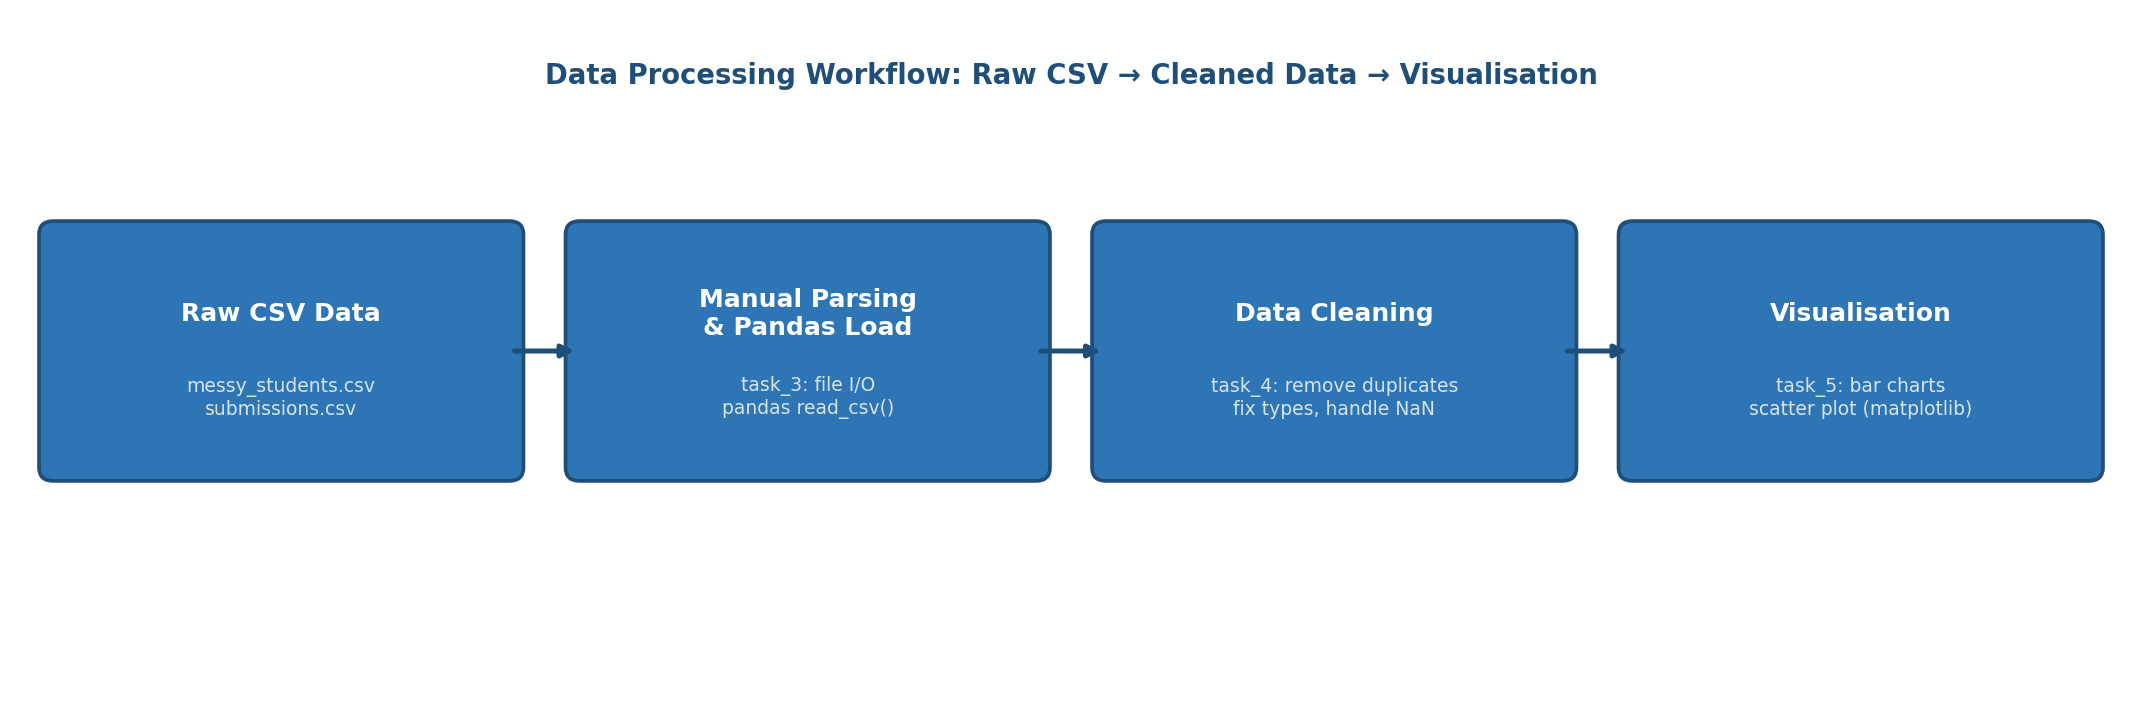 Data Processing Workflow: Raw CSV → Cleaned Data → Visualisation
Raw CSV Data
messy_students.csv
submissions.csv
Manual Parsing
& Pandas Load
task_3: file I/O
pandas read_csv()
Data Cleaning
task_4: remove duplicates
fix types, handle NaN
Visualisation
task_5: bar charts
scatter plot (matplotlib)